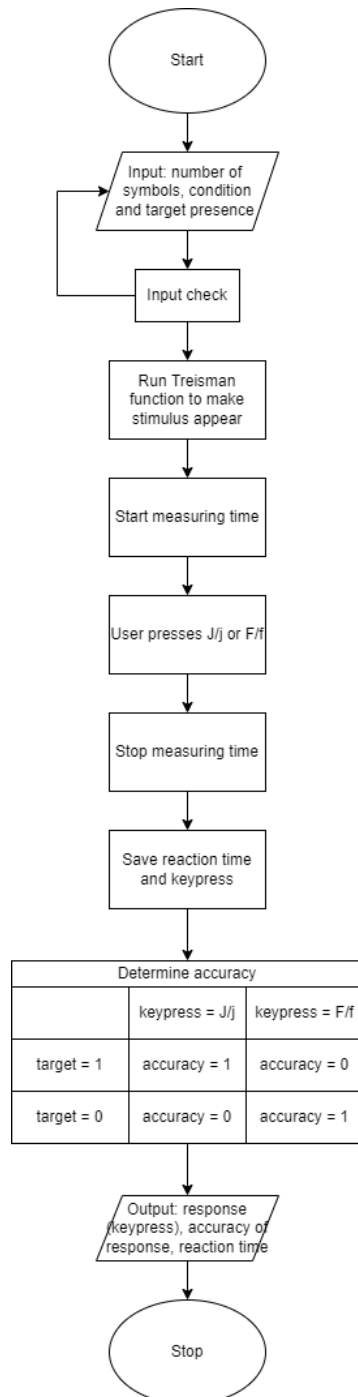 Start
Input: number of
symbols, condition
and target presence
Input check
Run Treisman
function to make
stimulus appear
Start measuring time
User presses J/j or F/f
Stop measuring time
Save reaction time
and keypress
Determine accuracy
keypress = J/j keypress = F/f
target = 1 accuracy = 1 accuracy = 0
target = 0 accuracy = 0 accuracy = 1
Output: response
(keypress), accuracy of
response, reaction time
Stop